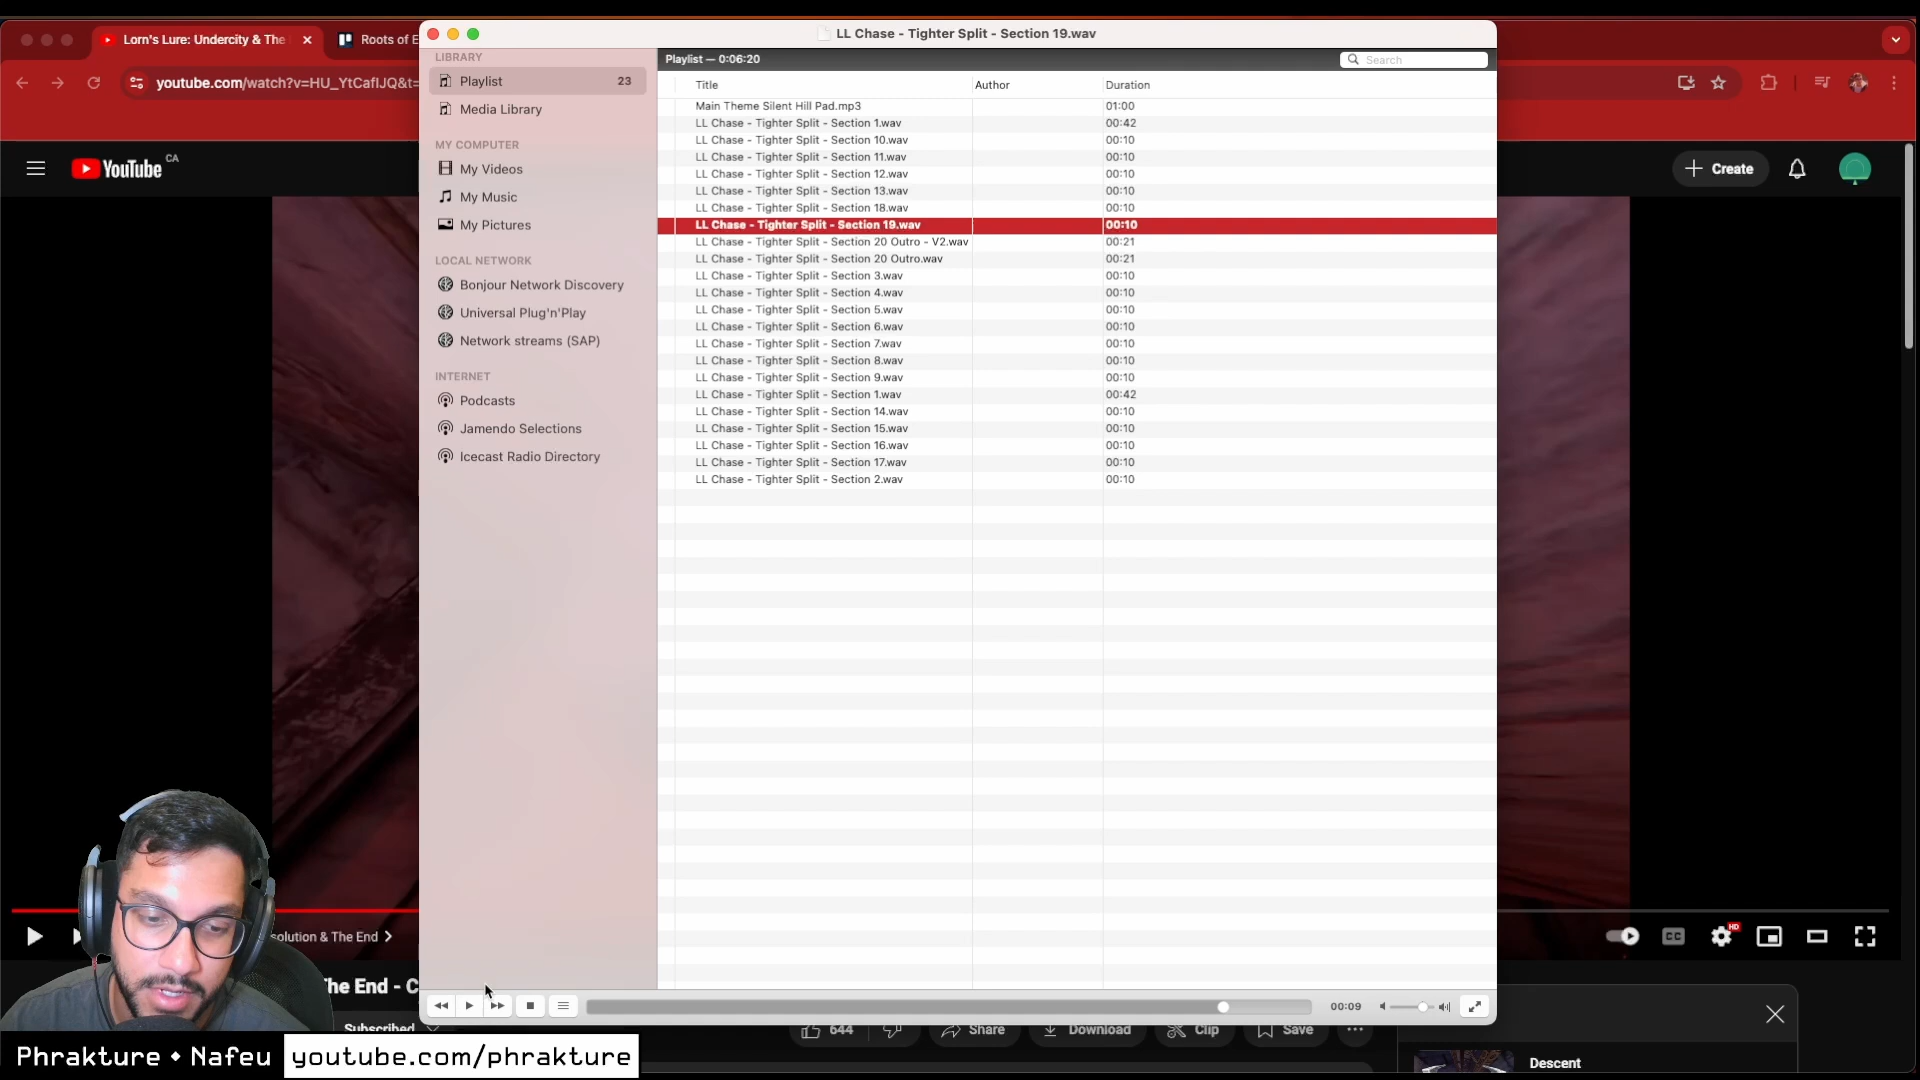 LL Chase - Tighter Split - Section 19.wav
Lorn's Lure: Undercity & The
Roots of E
youtube.com/watch?v=HU_YtCafIJQ&t=
YouTube CA
Create
LIBRARY
Playlist 23
Media Library
MY COMPUTER
My Videos
My Music
My Pictures
LOCAL NETWORK
Bonjour Network Discovery
Universal Plug'n'Play
Network streams (SAP)
INTERNET
Podcasts
Jamendo Selections
Icecast Radio Directory
Playlist — 0:06:20
Search
Title Author Duration
Main Theme Silent Hill Pad.mp3 01:00
LL Chase - Tighter Split - Section 1.wav 00:42
LL Chase - Tighter Split - Section 10.wav 00:10
LL Chase - Tighter Split - Section 11.wav 00:10
LL Chase - Tighter Split - Section 12.wav 00:10
LL Chase - Tighter Split - Section 13.wav 00:10
LL Chase - Tighter Split - Section 18.wav 00:10
LL Chase - Tighter Split - Section 19.wav 00:10
LL Chase - Tighter Split - Section 20 Outro - V2.wav 00:21
LL Chase - Tighter Split - Section 20 Outro.wav 00:21
LL Chase - Tighter Split - Section 3.wav 00:10
LL Chase - Tighter Split - Section 4.wav 00:10
LL Chase - Tighter Split - Section 5.wav 00:10
LL Chase - Tighter Split - Section 6.wav 00:10
LL Chase - Tighter Split - Section 7.wav 00:10
LL Chase - Tighter Split - Section 8.wav 00:10
LL Chase - Tighter Split - Section 9.wav 00:10
LL Chase - Tighter Split - Section 1.wav 00:42
LL Chase - Tighter Split - Section 14.wav 00:10
LL Chase - Tighter Split - Section 15.wav 00:10
LL Chase - Tighter Split - Section 16.wav 00:10
LL Chase - Tighter Split - Section 17.wav 00:10
LL Chase - Tighter Split - Section 2.wav 00:10
solution & The End
CC
HD
The End - C
00:09
Subscribed
644
Share
Download
Clip
Save
Descent
Phrakture • Nafeu
youtube.com/phrakture